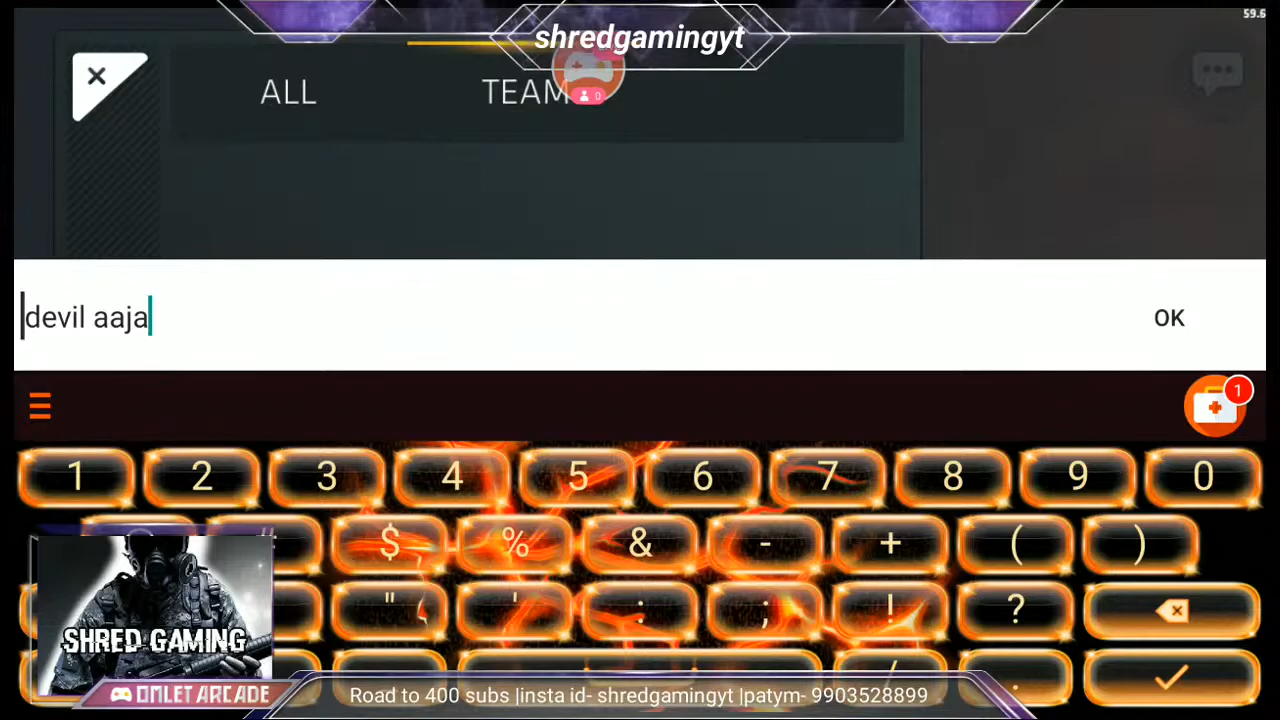 shredgamingyt
59.6
ALL
TEAM
0
devil aaja
OK
1
1 2 3 4 5 6 7 8 9 0
$ % & - + ( )
" ' : ; ! ?
/ .
SHRED GAMING
OMLET ARCADE
Road to 400 subs |insta id- shredgamingyt |patym- 9903528899